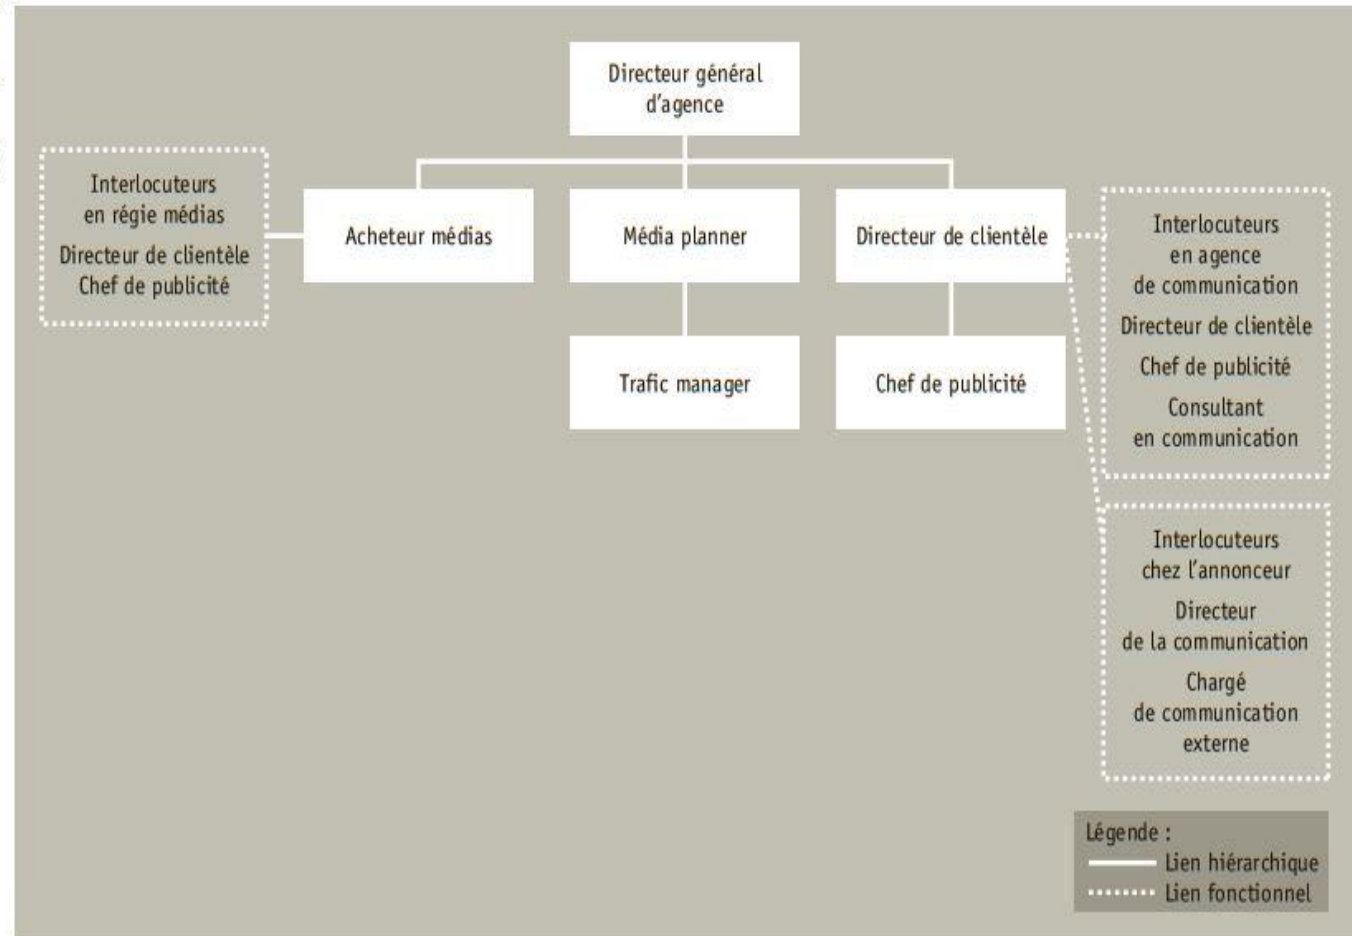 Directeur général
d'agence
Interlocuteurs
en régie médias
Directeur de clientèle
Chef de publicité
Acheteur médias
Média planner
Directeur de clientèle
Trafic manager
Chef de publicité
Interlocuteurs
en agence
de communication
Directeur de clientèle
Chef de publicité
Consultant
en communication
Interlocuteurs
chez l'annonceur
Directeur
de la communication
Chargé
de communication
externe
Légende :
Lien hiérarchique
Lien fonctionnel